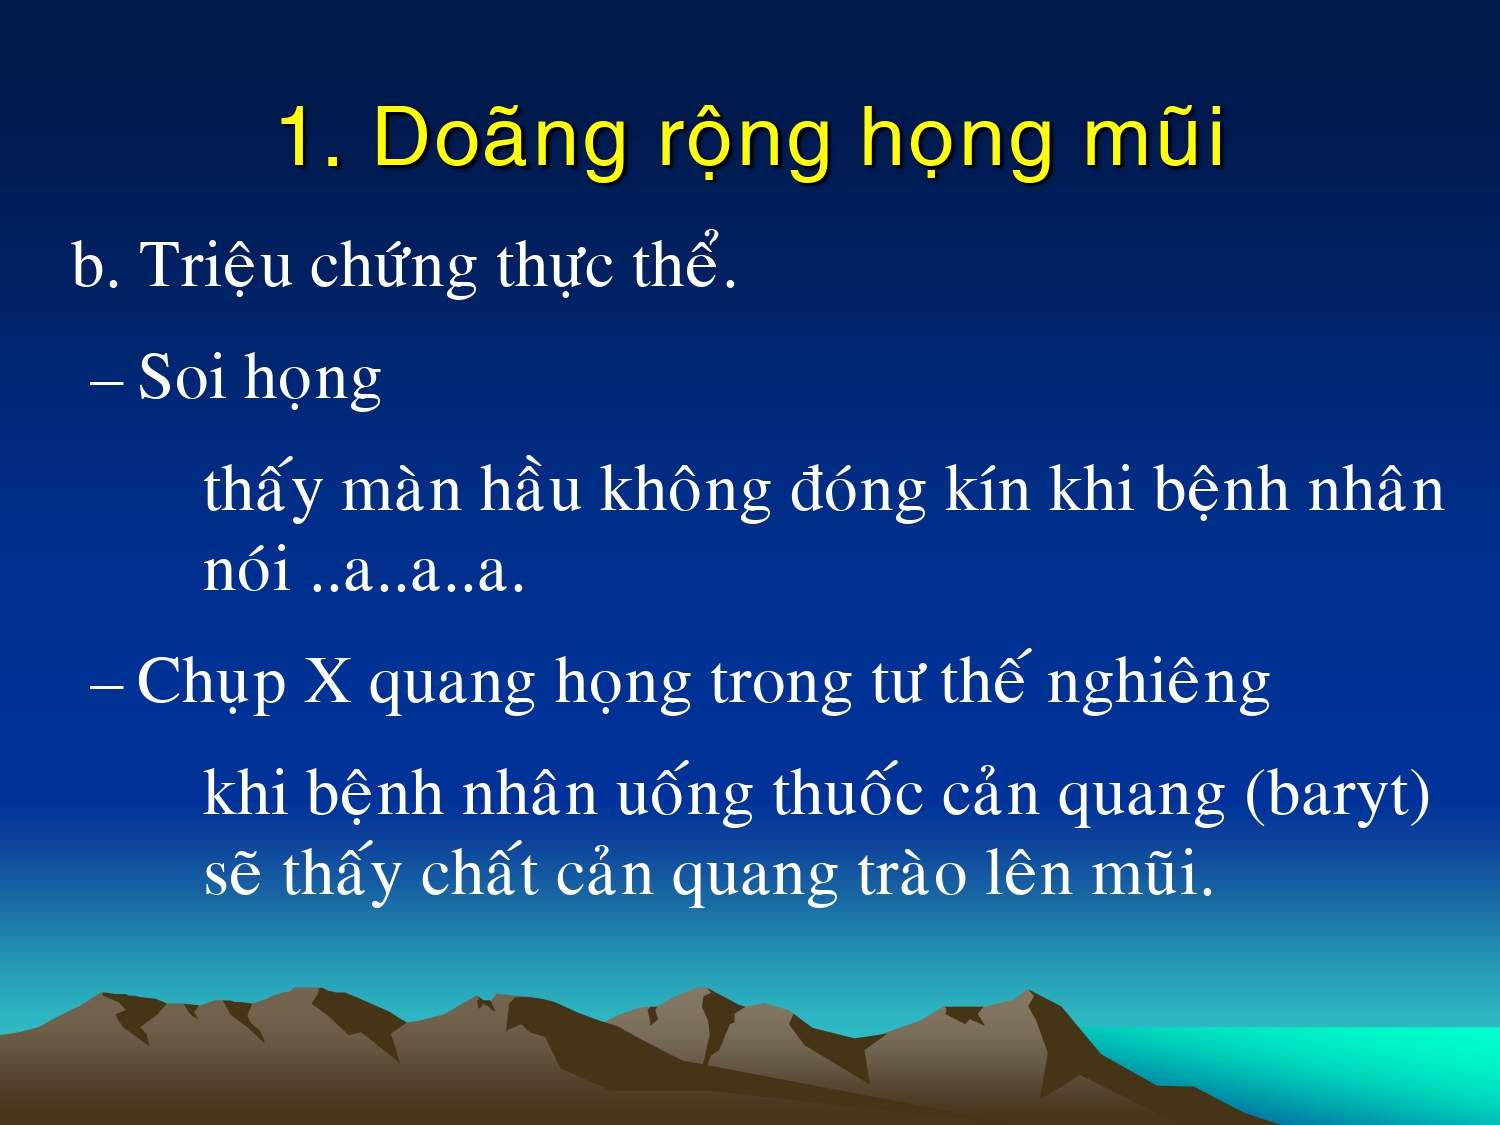 1. Doãng rộng họng mũi
b. Triệu chứng thực thể.
– Soi họng
thấy màn hầu không đóng kín khi bệnh nhân
nói ..a..a..a.
– Chụp X quang họng trong tư thế nghiêng
khi bệnh nhân uống thuốc cản quang (baryt)
sẽ thấy chất cản quang trào lên mũi.